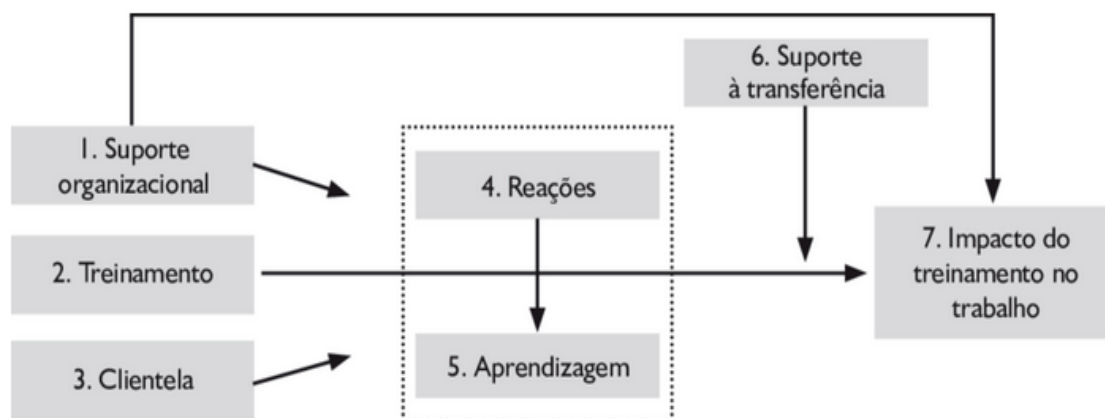 1. Suporte
organizacional
2. Treinamento
3. Clientela
4. Reações
5. Aprendizagem
6. Suporte
à transferência
7. Impacto do
treinamento no
trabalho